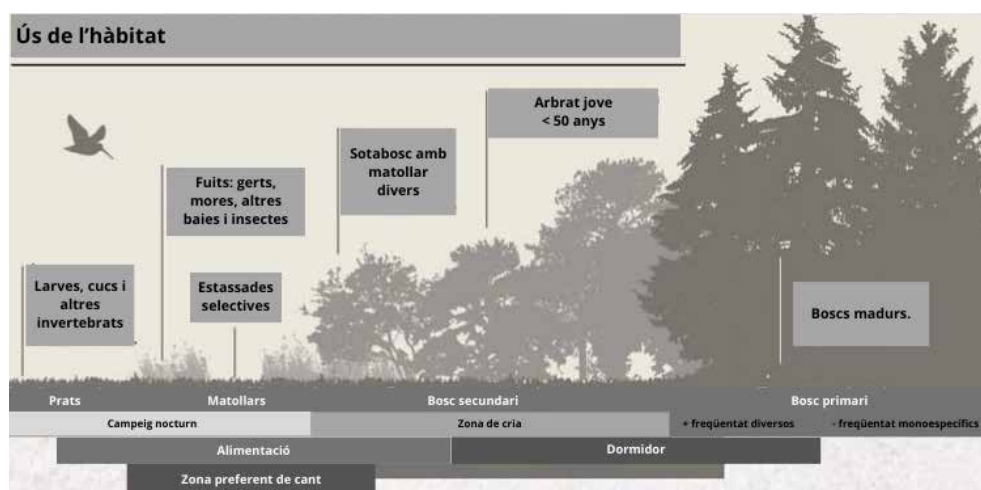 Ús de l'hàbitat
Arbrat jove
< 50 anys
Sotabosc amb
matollar
divers
Fuits: gerts,
mores, altres
baies i insectes
Larves, cucs i
altres
invertebrats
Estassades
selectives
Boscs madurs.
Prats
Matollars
Bosc secundari
Bosc primari
Campeig nocturn
Zona de cria
+ freqüentat diversos
- freqüentat monoespecífics
Alimentació
Dormidor
Zona preferent de cant